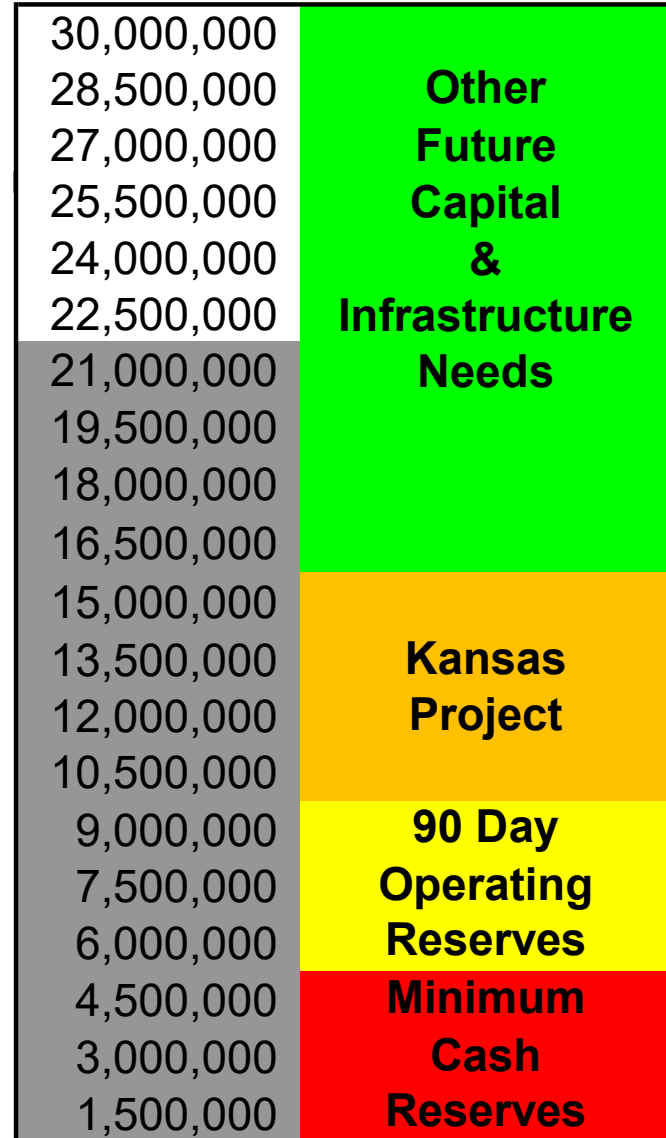 30,000,000
28,500,000 Other
27,000,000 Future
25,500,000 Capital
24,000,000 &
22,500,000 Infrastructure
21,000,000 Needs
19,500,000
18,000,000
16,500,000
15,000,000
13,500,000 Kansas
12,000,000 Project
10,500,000
9,000,000 90 Day
7,500,000 Operating
6,000,000 Reserves
4,500,000 Minimum
3,000,000 Cash
1,500,000 Reserves